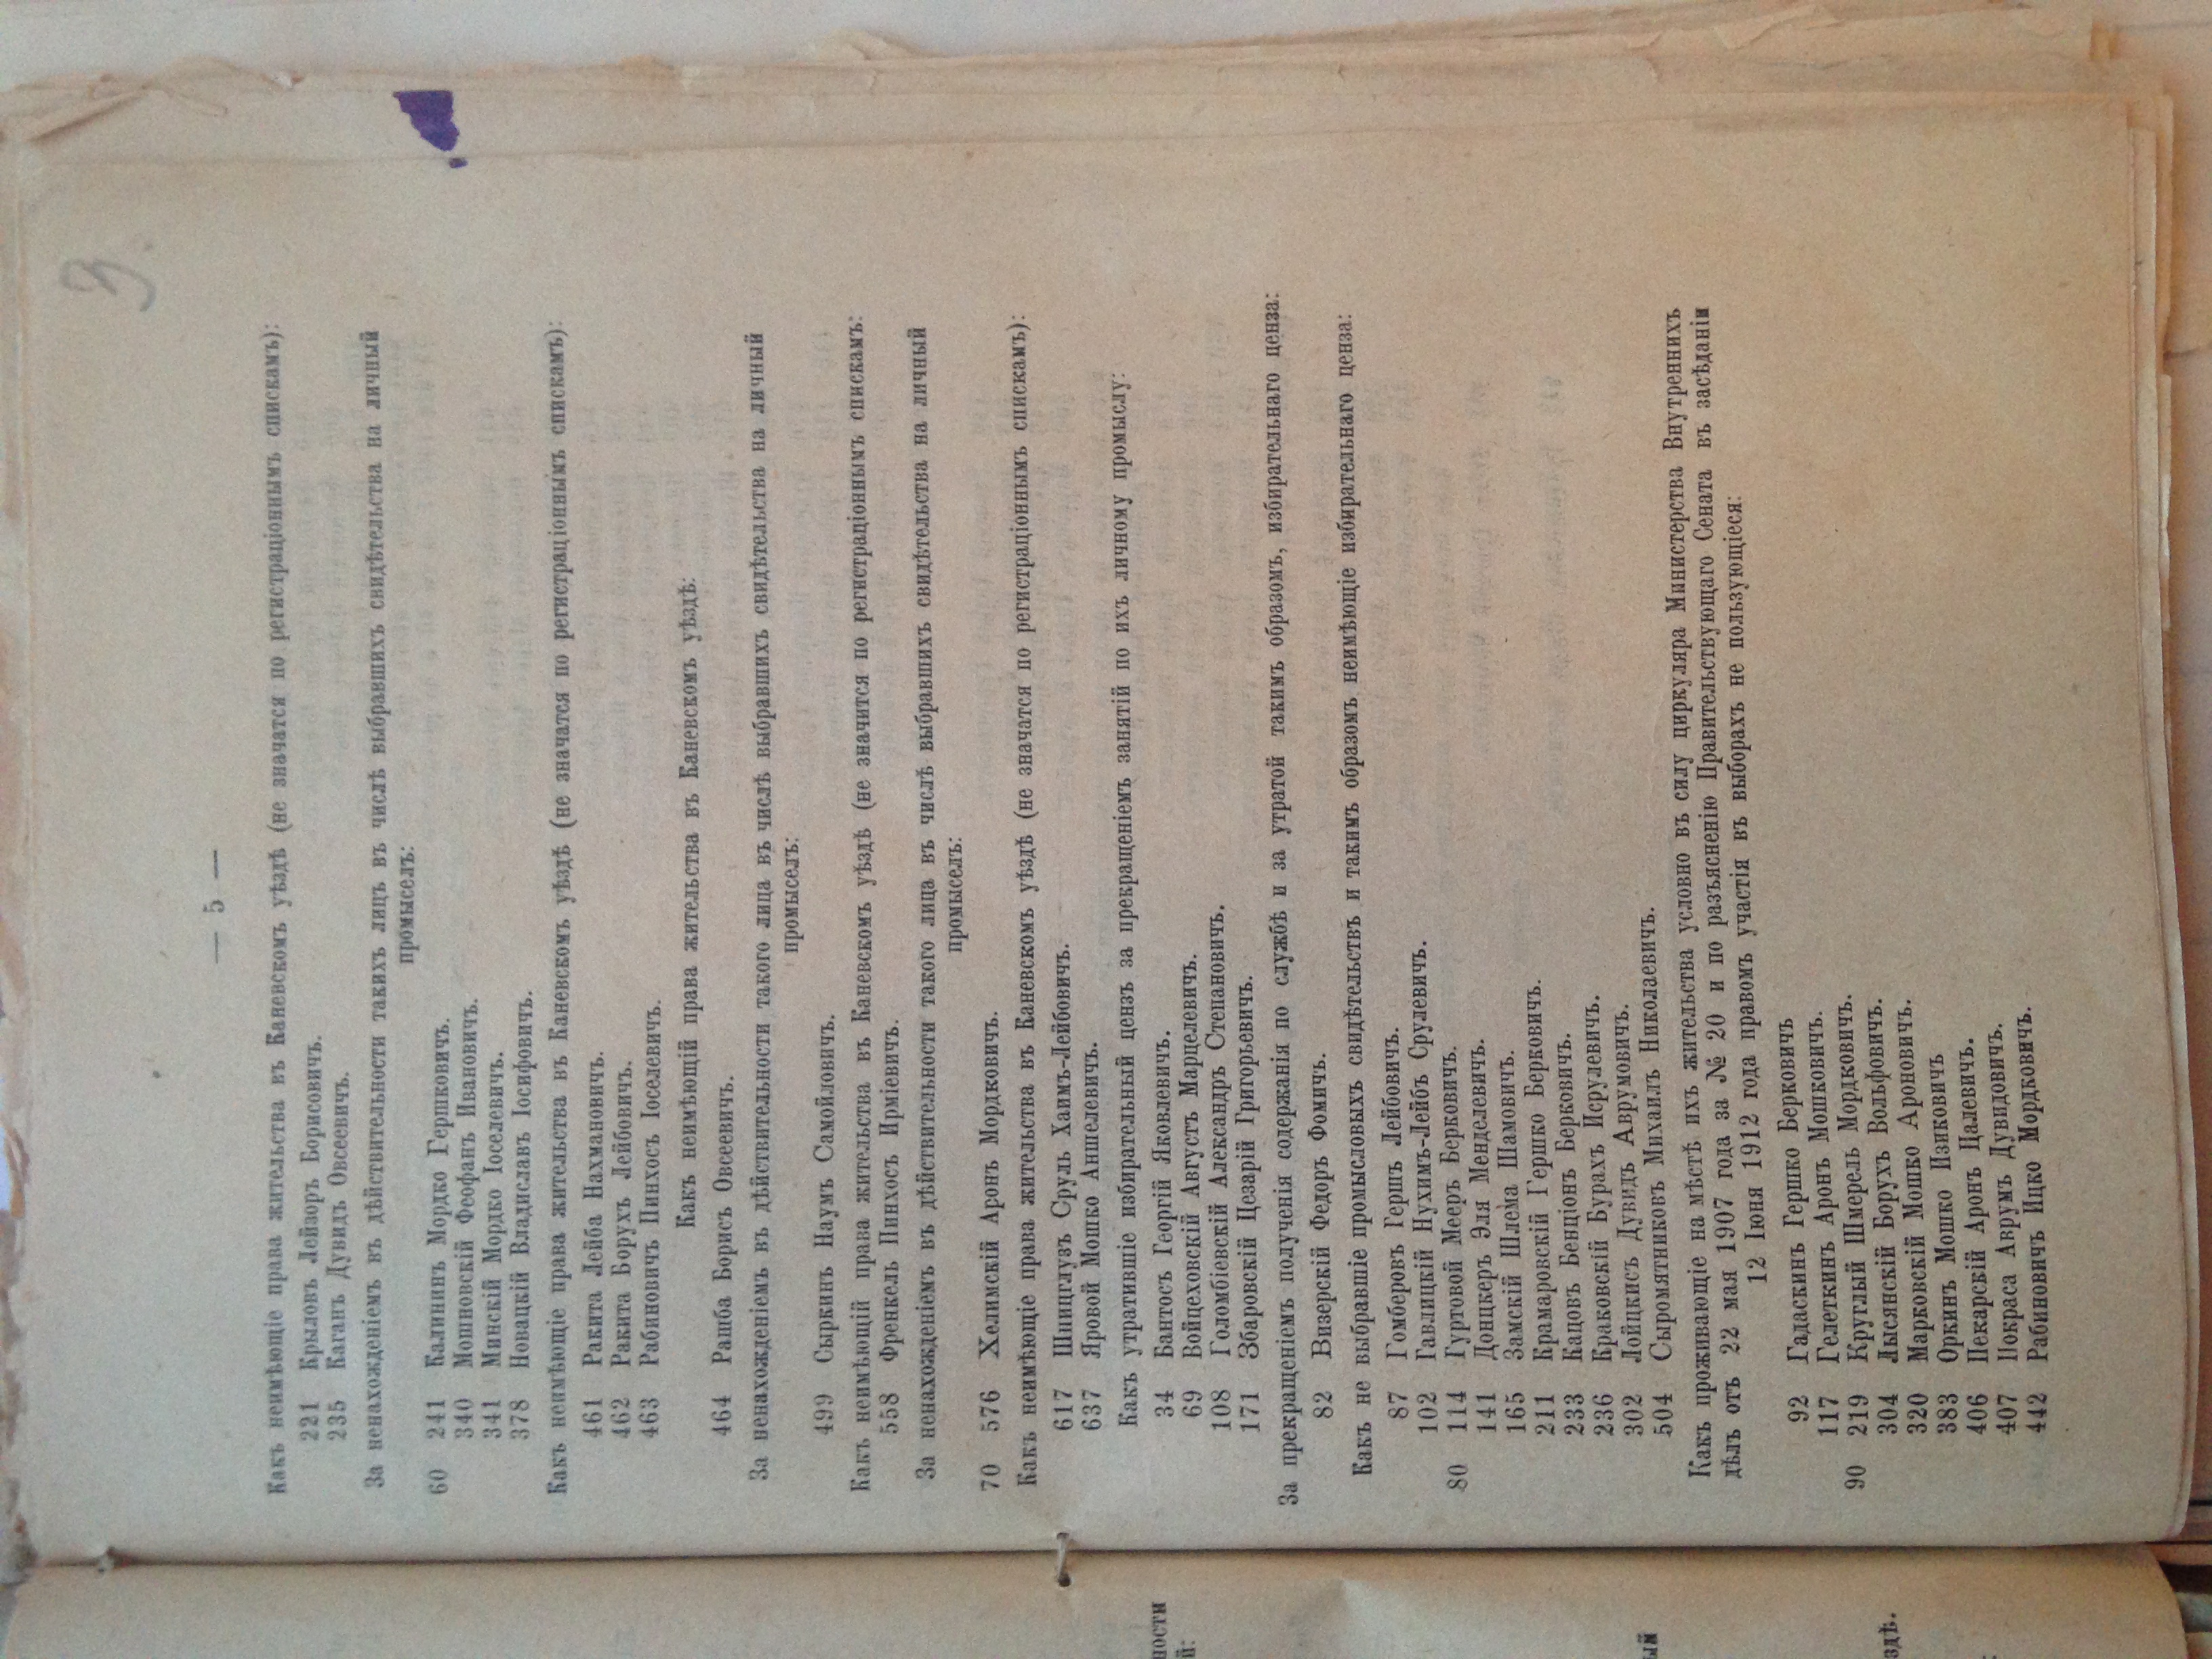 9
— 5 —
Какъ неимѣющіе права жительства въ Каневскомъ уѣздѣ (не значатся по регистраціоннымъ спискамъ):
221 Крыловъ Лейзоръ Борисовичъ.
235 Каганъ Дувидъ Овсеевичъ.
За ненахожденіемъ въ дѣйствительности такихъ лицъ въ числѣ выбравшихъ свидѣтельства на личный
промыселъ:
60 241 Калининъ Мордко Гершковичъ.
340 Мошновскій Феофанъ Ивановичъ.
341 Минскій Мордко Іоселевичъ.
378 Новацкій Владиславъ Іосифовичъ.
Какъ неимѣющіе права жительства въ Каневскомъ уѣздѣ (не значатся по регистраціоннымъ спискамъ):
461 Ракита Лейба Нахмановичъ.
462 Ракита Борухъ Лейбовичъ.
463 Рабиновичъ Пинхосъ Іоселевичъ.
Какъ неимѣющій права жительства въ Каневскомъ уѣздѣ:
464 Рашба Борисъ Овсеевичъ.
За ненахожденіемъ въ дѣйствительности такого лица въ числѣ выбравшихъ свидѣтельства на личный
промыселъ:
499 Сыркинъ Наумъ Самойловичъ.
Какъ неимѣющій права жительства въ Каневскомъ уѣздѣ (не значится по регистраціоннымъ спискамъ:
558 Френкель Пинхосъ Ирміевичъ.
За ненахожденіемъ въ дѣйствительности такого лица въ числѣ выбравшихъ свидѣтельства на личный
промыселъ:
70 576 Хелимскій Аронъ Мордковичъ.
Какъ неимѣющіе права жительства въ Каневскомъ уѣздѣ (не значатся по регистраціоннымъ спискамъ):
617 Шницглузъ Сруль Хаимъ-Лейбовичъ.
637 Яровой Мошко Аншелевичъ.
Какъ утратившіе избирательный цензъ за прекращеніемъ занятій по ихъ личному промыслу:
34 Бантосъ Георгій Яковлевичъ.
69 Войцеховскій Августъ Марцелевичъ.
108 Голомбіевскій Александръ Степановичъ.
171 Збаровскій Цезарій Григорьевичъ.
За прекращеніемъ полученія содержанія по службѣ и за утратой такимъ образомъ, избирательнаго ценза:
82 Визерскій Федоръ Фомичъ.
Какъ не выбравшіе промысловыхъ свидѣтельствъ и такимъ образомъ неимѣющіе избирательнаго ценза:
87 Гомберовъ Гершъ Лейбовичъ.
102 Гавлицкій Нухимъ-Лейбъ Срулевичъ.
80 114 Гуртовой Мееръ Берковичъ.
141 Донцкеръ Эля Менделевичъ.
165 Замскій Шлема Шамовичъ.
211 Крамаровскій Гершко Берковичъ.
233 Кацовъ Бенціонъ Берковичъ.
236 Краковскій Бурахъ Исрулевичъ.
302 Лойцкисъ Дувидъ Аврумовичъ.
504 Сыромятниковъ Михаилъ Николаевичъ.
Какъ проживающіе на мѣстѣ ихъ жительства условно въ силу циркуляра Министерства Внутреннихъ
дѣлъ отъ 22 мая 1907 года за № 20 и по разъясненію Правительствующаго Сената въ засѣданіи
12 Іюня 1912 года правомъ участія въ выборахъ не пользующіеся:
92 Гадаскинъ Гершко Берковичъ
117 Гелеткинъ Аронъ Мошковичъ.
90 219 Круглый Шмерель Мордковичъ.
304 Лысянскій Борухъ Вольфовичъ.
320 Марковскій Мошко Ароновичъ.
383 Оркинъ Мошко Изиковичъ
406 Пекарскій Аронъ Цалевичъ.
407 Покраса Аврумъ Дувидовичъ.
442 Рабиновичъ Ицко Мордковичъ.